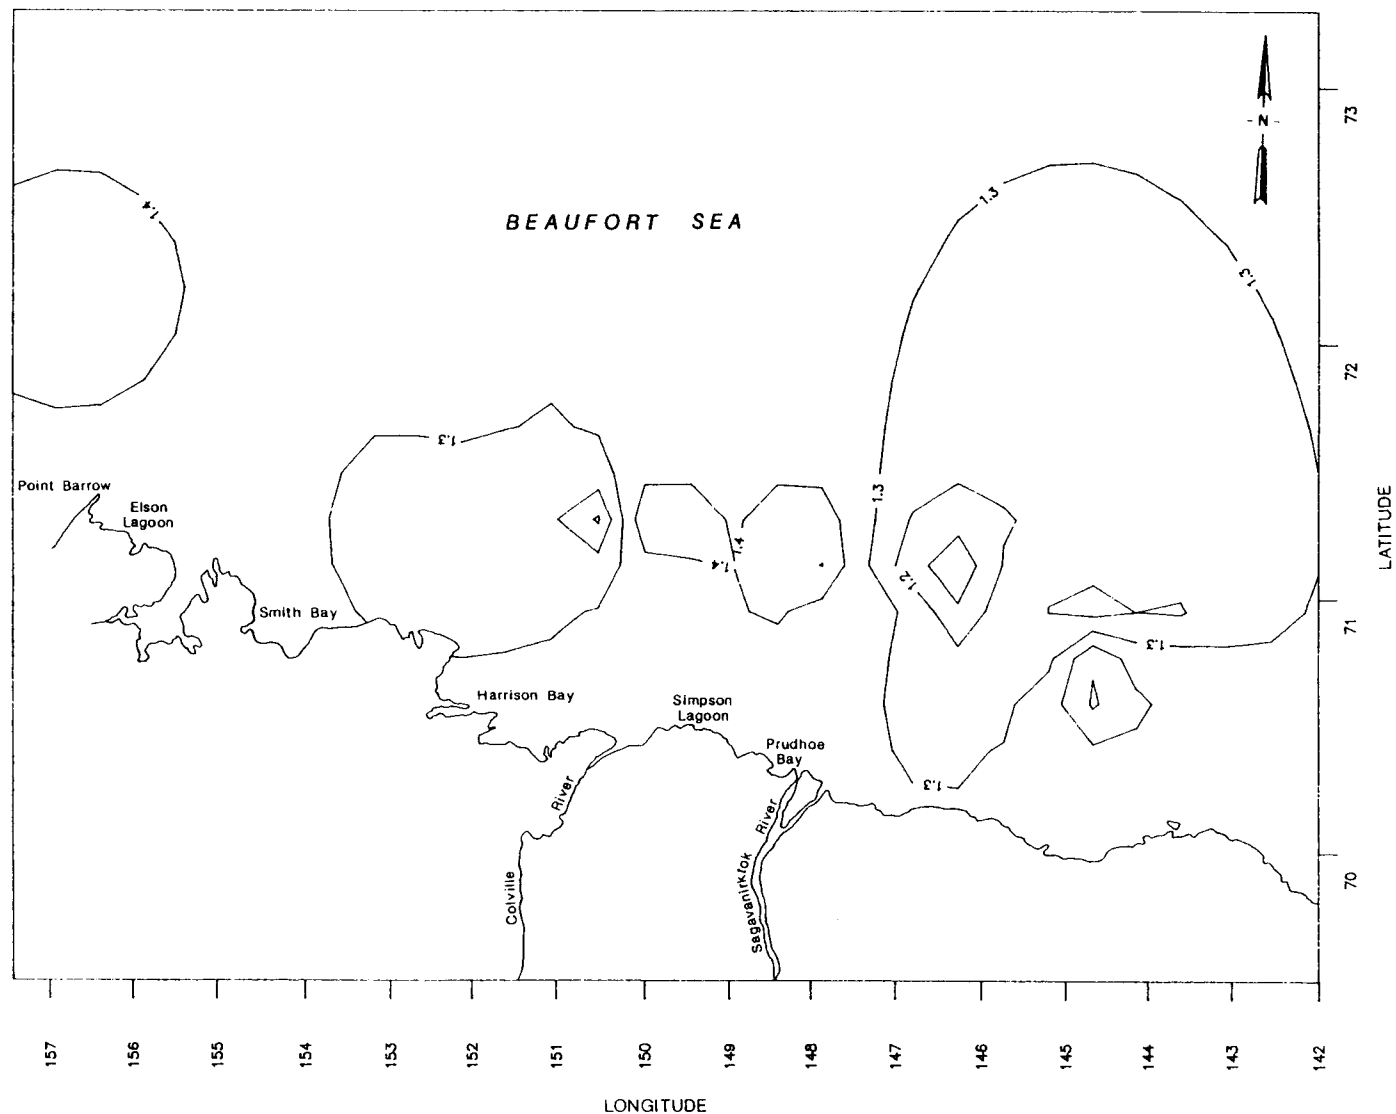 73
- N -
1.3
1.4
BEAUFORT SEA
1.3
72
1.3
Point Barrow
Elson
Lagoon
1.3
LATITUDE
1.4
1.4
1.2
Smith Bay
71
1.3
Harrison Bay
Simpson
Lagoon
Prudhoe
Bay
1.3
River
River
Colville
Sagavanirktok
70
157
156
155
154
153
152
151
150
149
148
147
146
145
144
143
142
LONGITUDE